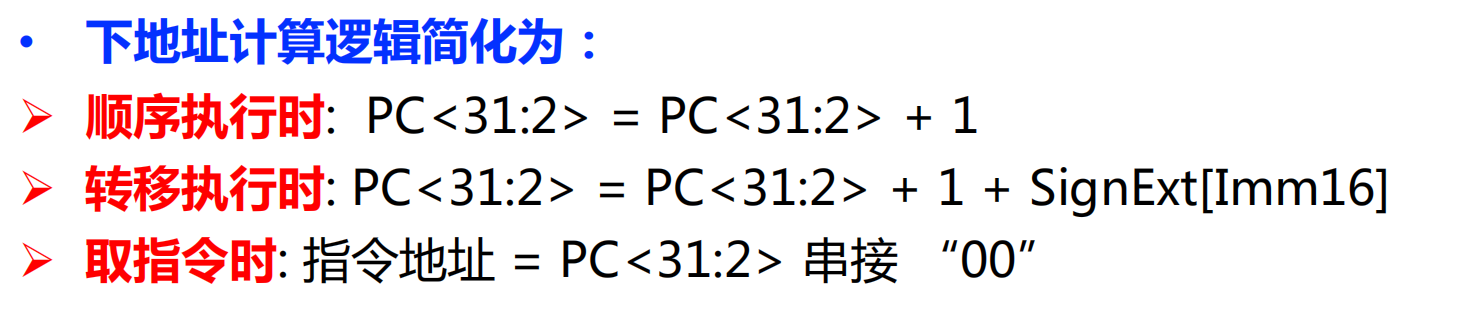 • 下地址计算逻辑简化为：
➢ 顺序执行时: PC<31:2> = PC<31:2> + 1
➢ 转移执行时: PC<31:2> = PC<31:2> + 1 + SignExt[Imm16]
➢ 取指令时: 指令地址 = PC<31:2> 串接 “00”